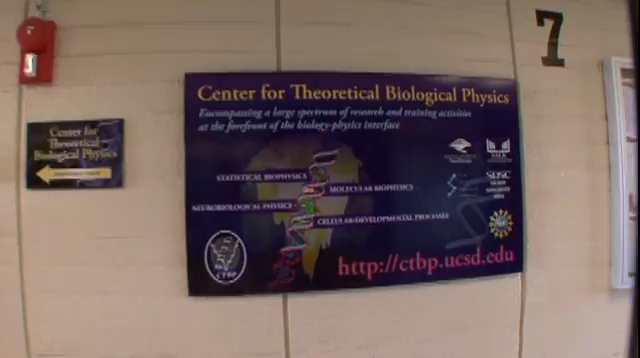 7
Center for
Theoretical
Biological Physics
Center for Theoretical Biological Physics
Encompassing a large spectrum of research and training activities
at the forefront of the biology-physics interface
STATISTICAL BIOPHYSICS
MOLECULAR BIOPHYSICS
NEUROBIOLOGICAL PHYSICS
CELLULAR/DEVELOPMENTAL PROCESSES
SALK
SDSC
CTBP
http://ctbp.ucsd.edu